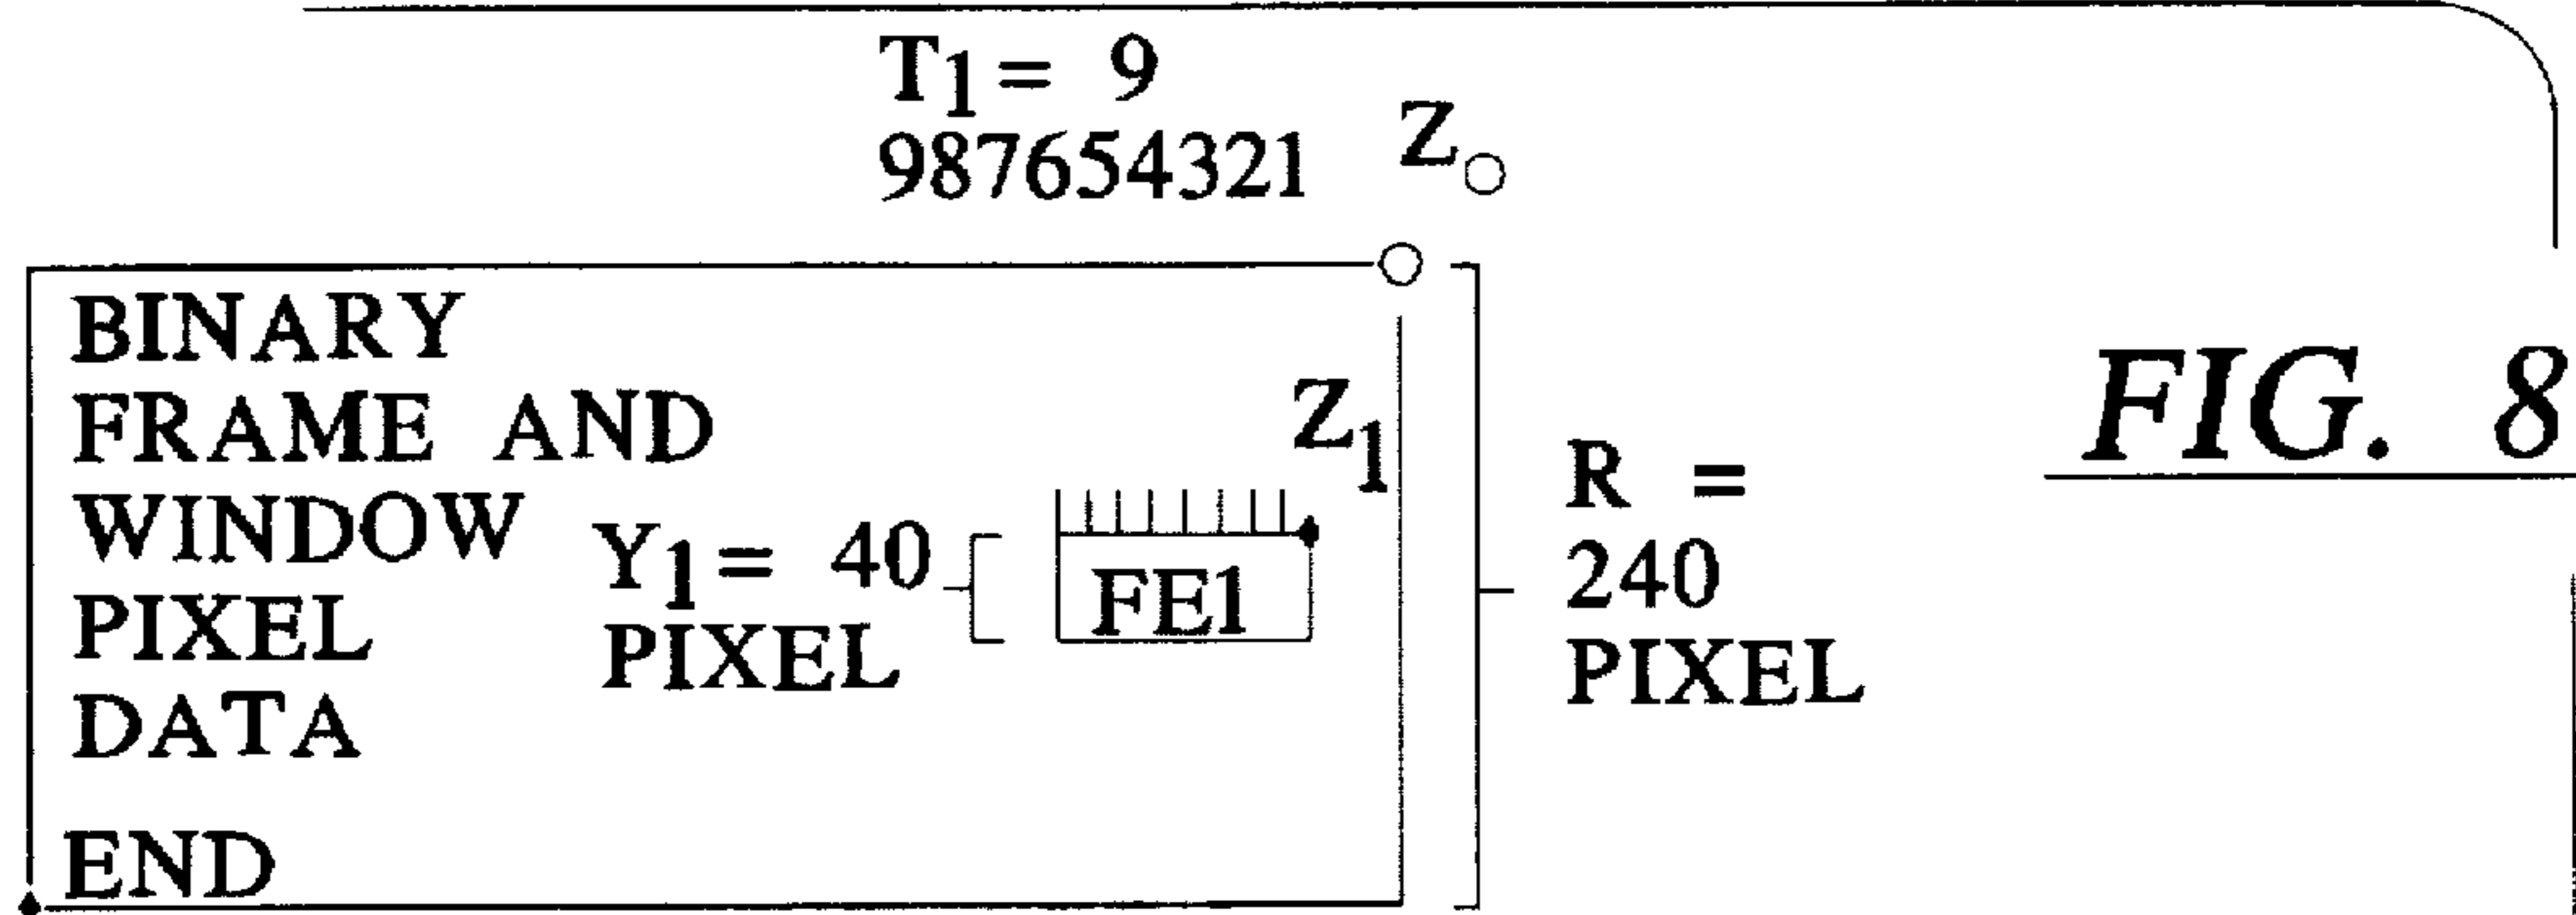 T₁= 9
987654321
Z₀
BINARY
FRAME AND
WINDOW
PIXEL
DATA
END
Y₁= 40
PIXEL
FE1
Z₁
R =
240
PIXEL
FIG. 8